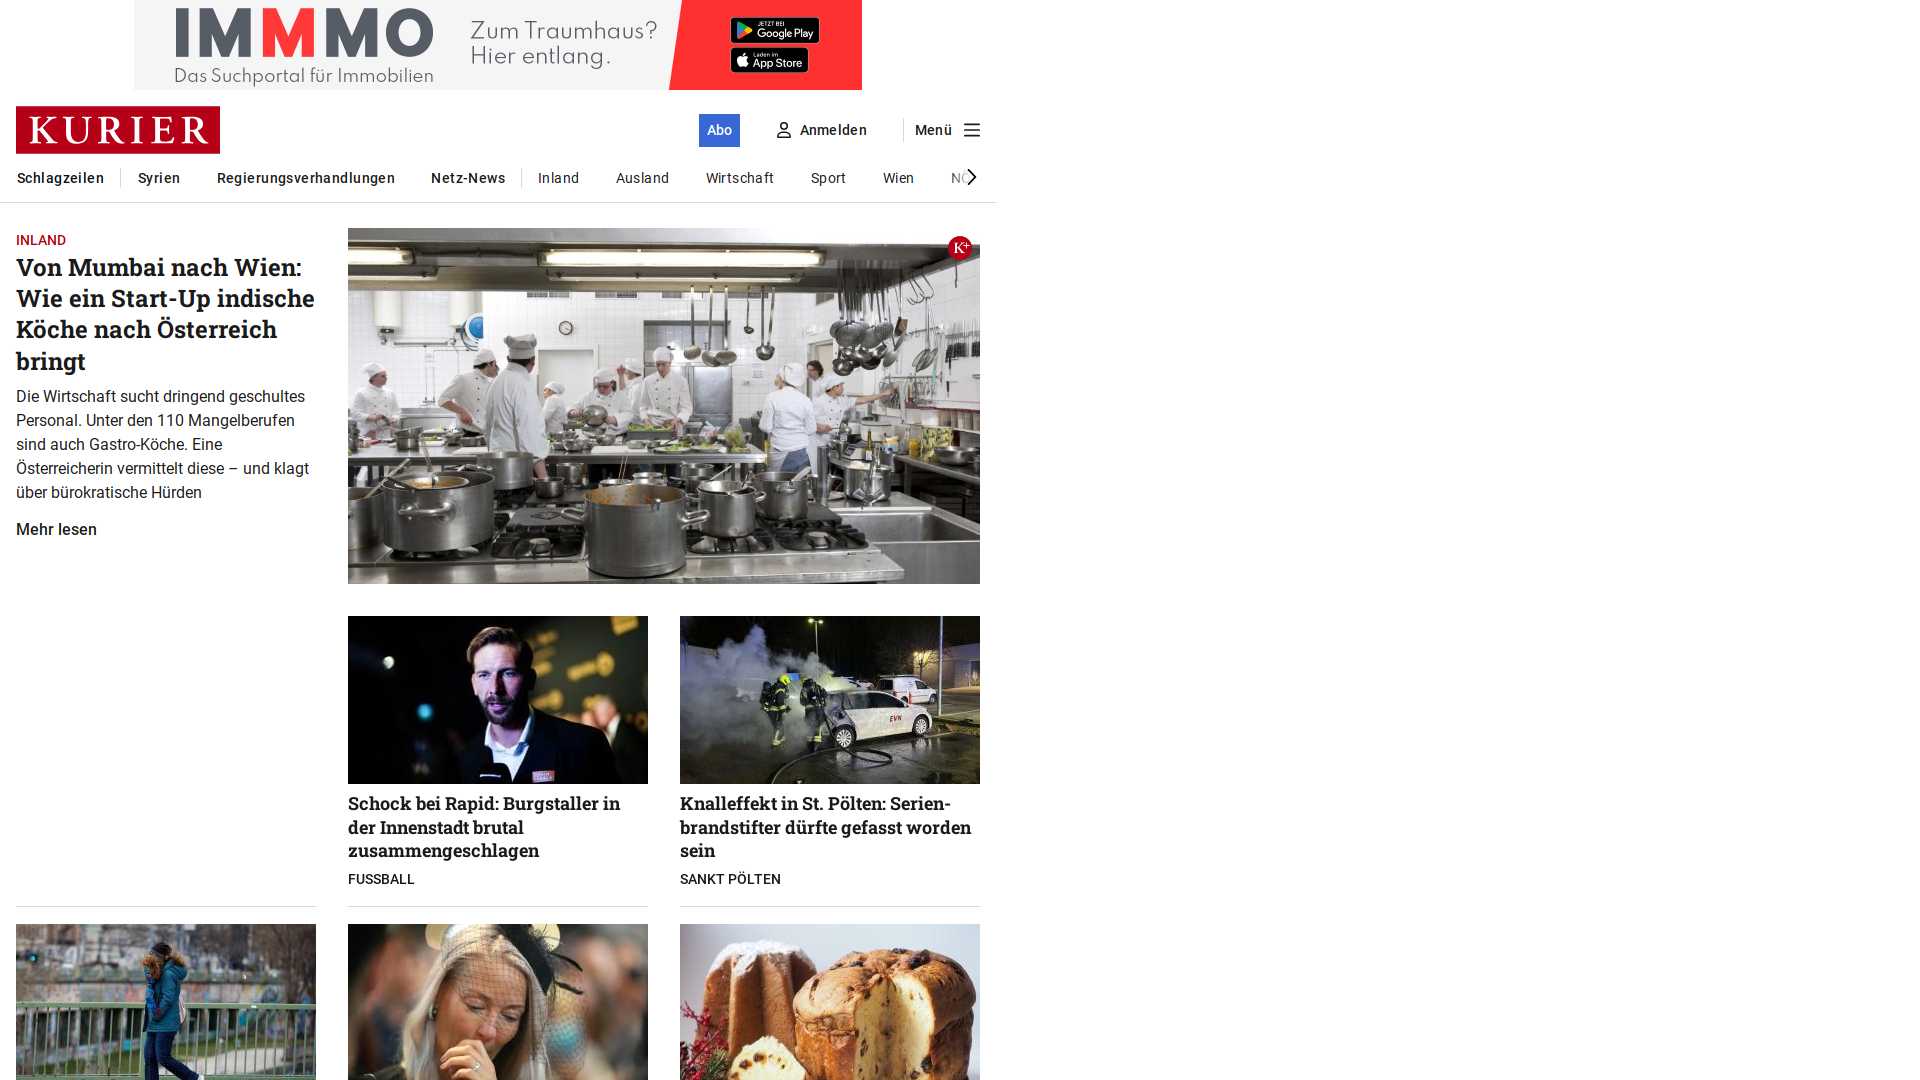 IMMMO
Das Suchportal für Immobilien
Zum Traumhaus?
Hier entlang.
JETZT BEI
Google Play
Laden im
App Store
KURIER
Abo
Anmelden
Menü
Schlagzeilen
Syrien
Regierungsverhandlungen
Netz-News
Inland
Ausland
Wirtschaft
Sport
Wien
INLAND
Von Mumbai nach Wien:
Wie ein Start-Up indische
Köche nach Österreich
bringt
Die Wirtschaft sucht dringend geschultes
Personal. Unter den 110 Mangelberufen
sind auch Gastro-Köche. Eine
Österreicherin vermittelt diese – und klagt
über bürokratische Hürden
Mehr lesen
K+
EVN
Schock bei Rapid: Burgstaller in
der Innenstadt brutal
zusammengeschlagen
FUSSBALL
Knalleffekt in St. Pölten: Serien-
brandstifter dürfte gefasst worden
sein
SANKT PÖLTEN